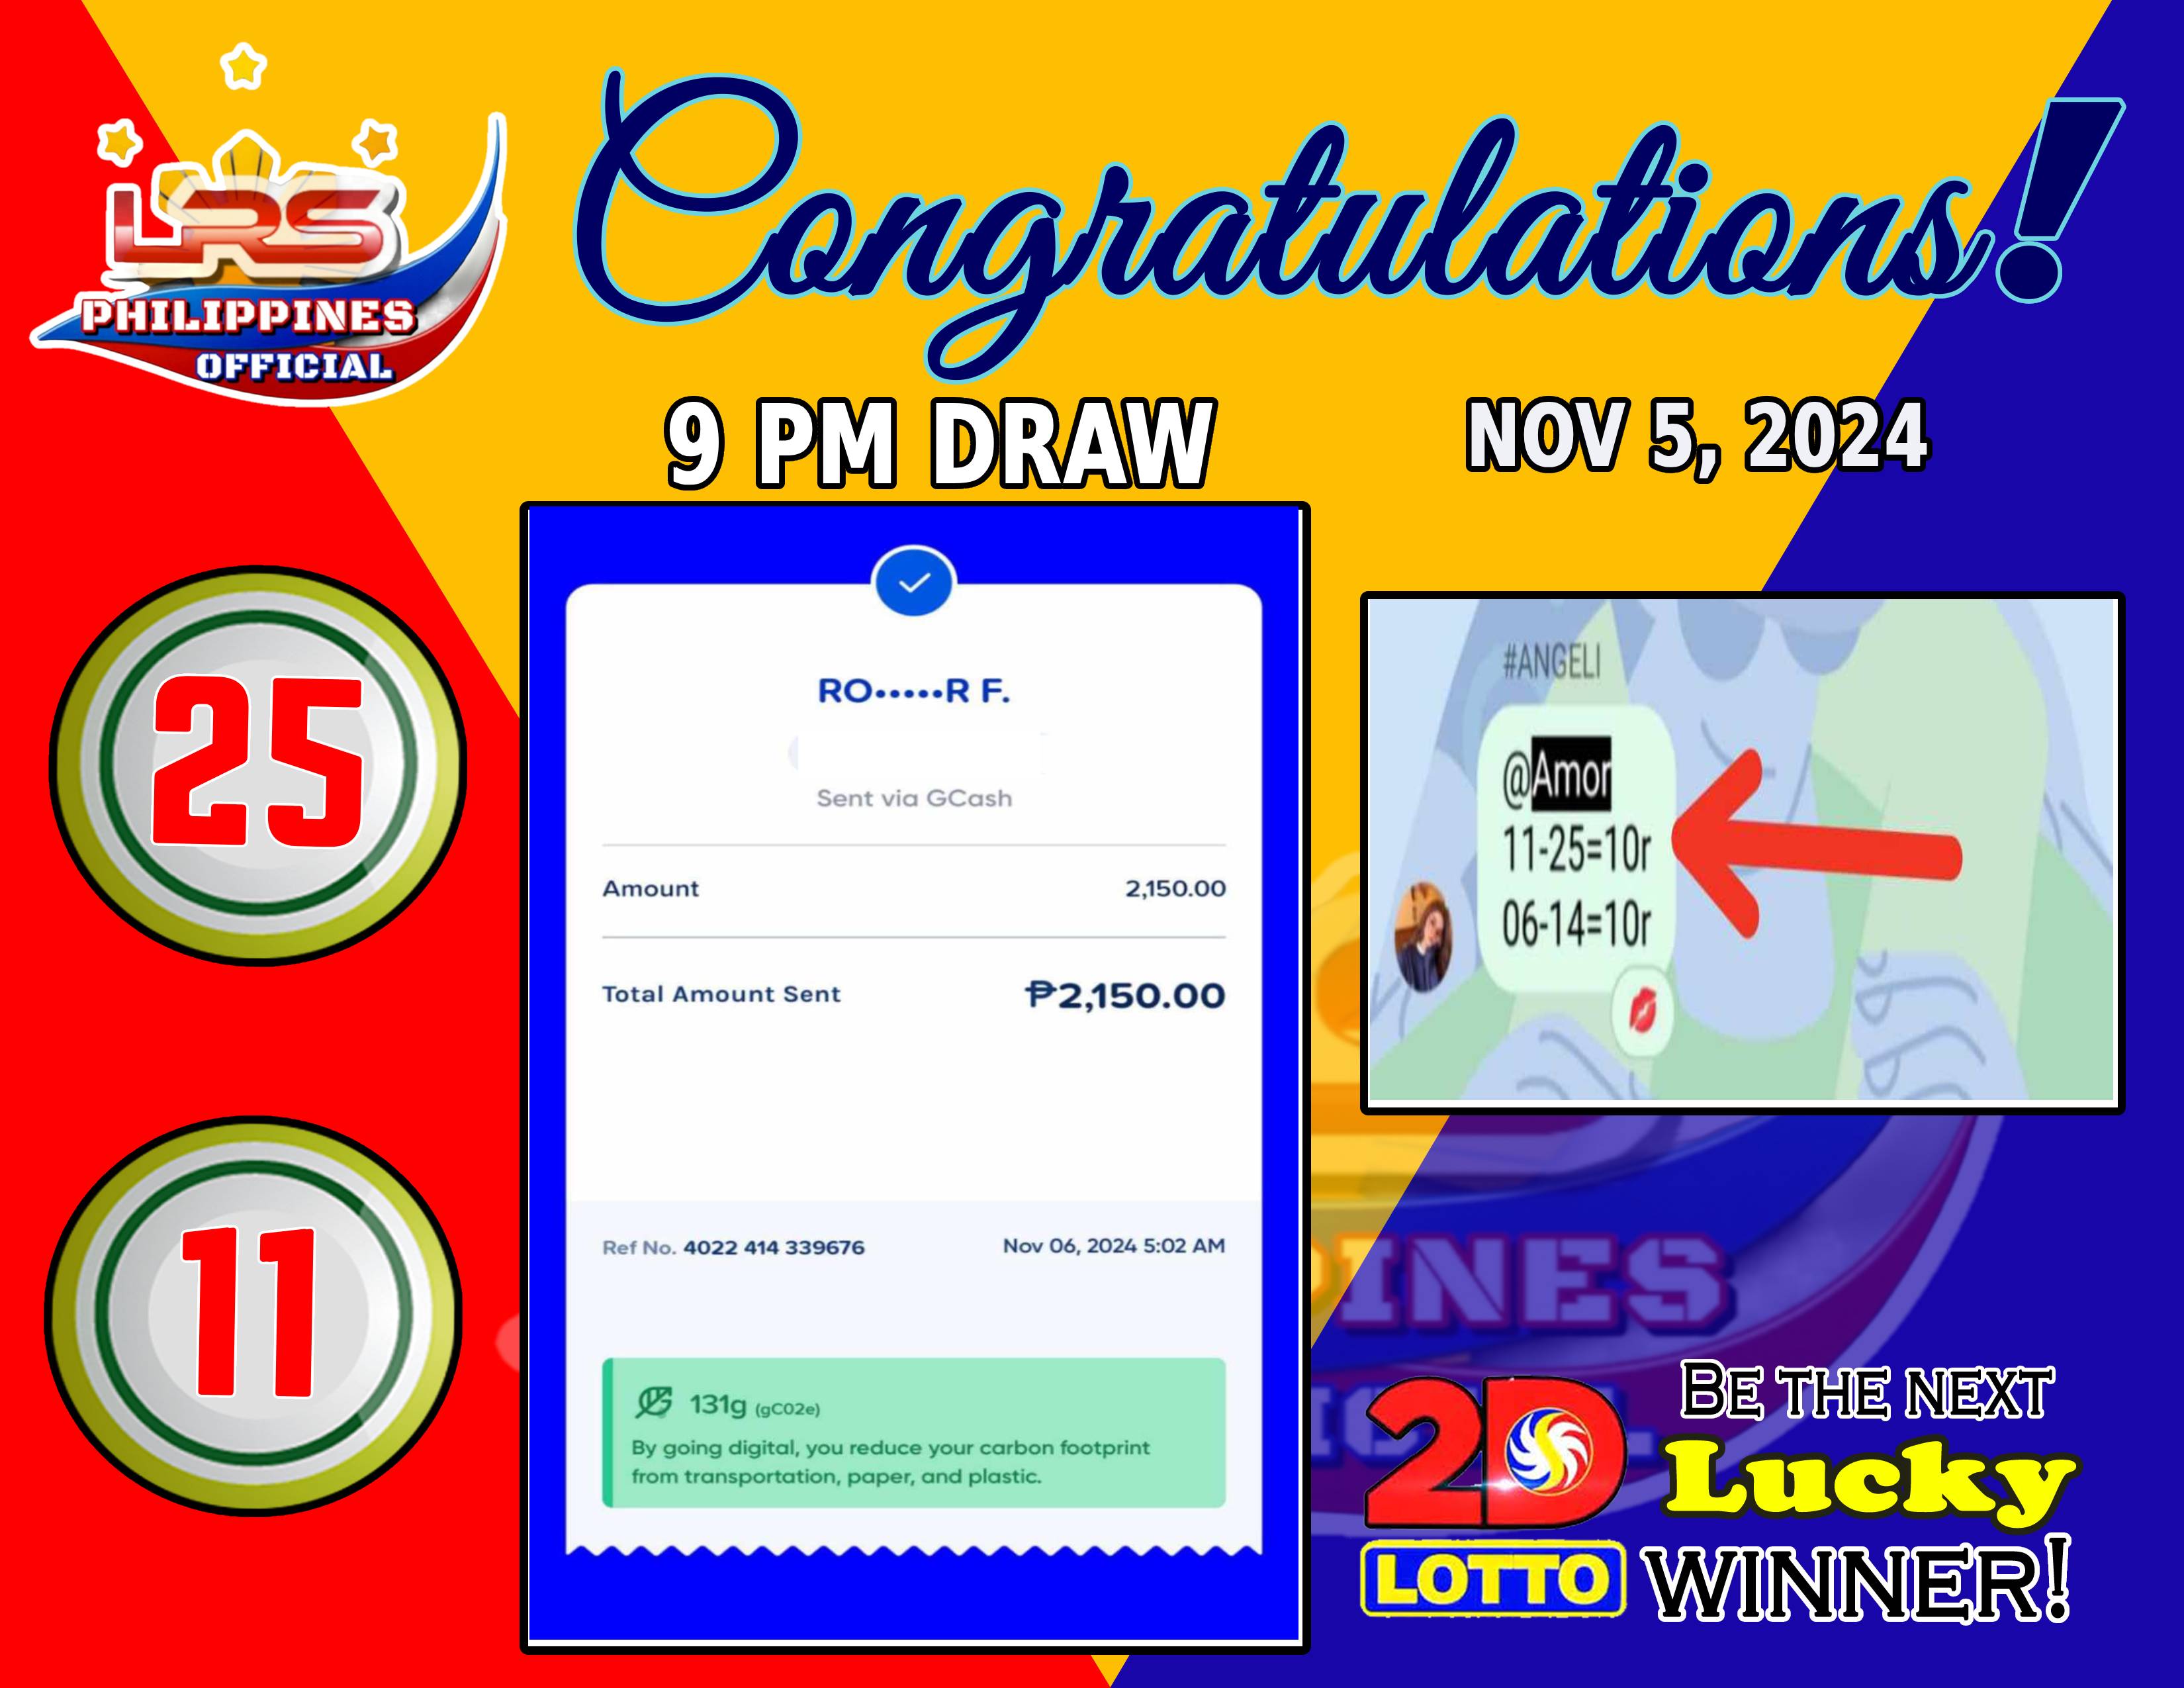 LRS
PHILIPPINES
OFFICIAL
Congratulations!
9 PM DRAW
NOV 5, 2024
25
11
RO•••••R F.
Sent via GCash
Amount 2,150.00
Total Amount Sent ₱2,150.00
Ref No. 4022 414 339676 Nov 06, 2024 5:02 AM
131g (gC02e)
By going digital, you reduce your carbon footprint
from transportation, paper, and plastic.
#ANGELI
@Amor
11-25=10r
06-14=10r
PINES
2D
LOTTO
BE THE NEXT
Lucky
WINNER!